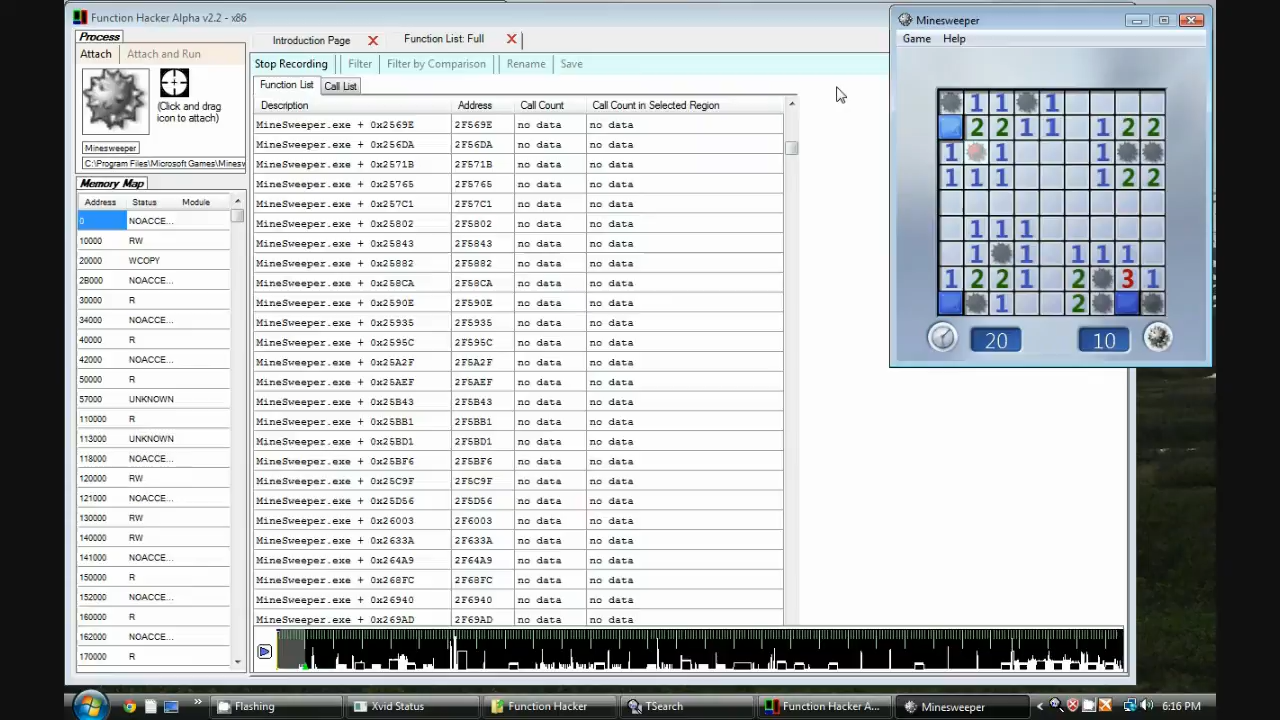 Function Hacker Alpha v2.2 - x86
Process
Attach
Attach and Run
(Click and drag
icon to attach)
Minesweeper
C:\Program Files\Microsoft Games\Minesv
Memory Map
Address Status Module
0 NOACCE...
10000 RW
20000 WCOPY
2B000 NOACCE...
30000 R
34000 NOACCE...
40000 R
42000 NOACCE...
50000 R
57000 UNKNOWN
110000 R
113000 UNKNOWN
118000 NOACCE...
120000 RW
121000 NOACCE...
130000 RW
140000 RW
141000 NOACCE...
150000 R
152000 NOACCE...
160000 R
162000 NOACCE...
170000 R
Introduction Page
Function List: Full
Stop Recording Filter Filter by Comparison Rename Save
Function List Call List
Description Address Call Count Call Count in Selected Region
MineSweeper.exe + 0x2569E 2F569E no data no data
MineSweeper.exe + 0x256DA 2F56DA no data no data
MineSweeper.exe + 0x2571B 2F571B no data no data
MineSweeper.exe + 0x25765 2F5765 no data no data
MineSweeper.exe + 0x257C1 2F57C1 no data no data
MineSweeper.exe + 0x25802 2F5802 no data no data
MineSweeper.exe + 0x25843 2F5843 no data no data
MineSweeper.exe + 0x25882 2F5882 no data no data
MineSweeper.exe + 0x258CA 2F58CA no data no data
MineSweeper.exe + 0x2590E 2F590E no data no data
MineSweeper.exe + 0x25935 2F5935 no data no data
MineSweeper.exe + 0x2595C 2F595C no data no data
MineSweeper.exe + 0x25A2F 2F5A2F no data no data
MineSweeper.exe + 0x25AEF 2F5AEF no data no data
MineSweeper.exe + 0x25B43 2F5B43 no data no data
MineSweeper.exe + 0x25BB1 2F5BB1 no data no data
MineSweeper.exe + 0x25BD1 2F5BD1 no data no data
MineSweeper.exe + 0x25BF6 2F5BF6 no data no data
MineSweeper.exe + 0x25C9F 2F5C9F no data no data
MineSweeper.exe + 0x25D56 2F5D56 no data no data
MineSweeper.exe + 0x26003 2F6003 no data no data
MineSweeper.exe + 0x2633A 2F633A no data no data
MineSweeper.exe + 0x264A9 2F64A9 no data no data
MineSweeper.exe + 0x268FC 2F68FC no data no data
MineSweeper.exe + 0x26940 2F6940 no data no data
MineSweeper.exe + 0x269AD 2F69AD no data no data
Minesweeper
Game Help
1 1 1
2 2 1 1 1 2 2
1 1 1
1 1 1 1 2 2
1 1 1
1 1 1 1 1
1 2 2 1 2 3 1
1 2
20 10
Flashing
Xvid Status
Function Hacker
TSearch
Function Hacker A...
Minesweeper
6:16 PM